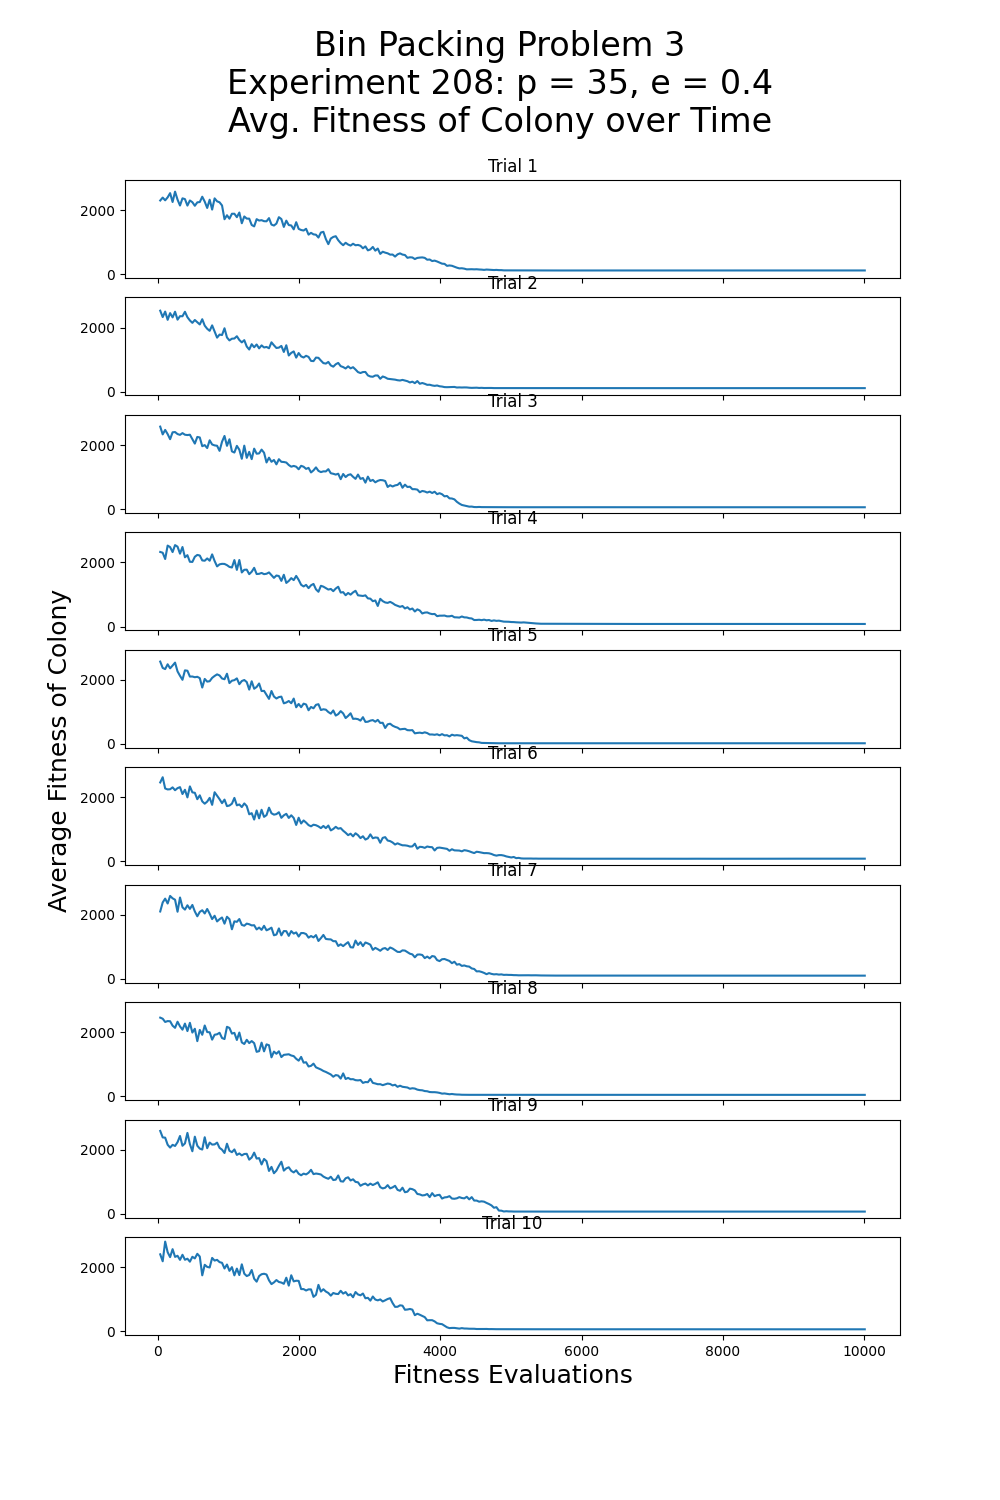 Bin Packing Problem 3
Experiment 208: p = 35, e = 0.4
Avg. Fitness of Colony over Time
Trial 1
2000
0
Trial 2
2000
0
Trial 3
2000
0
Trial 4
2000
0
Trial 5
2000
0
Trial 6
2000
0
Trial 7
2000
0
Trial 8
2000
0
Trial 9
2000
0
Trial 10
2000
0
0 2000 4000 6000 8000 10000
Fitness Evaluations
Average Fitness of Colony